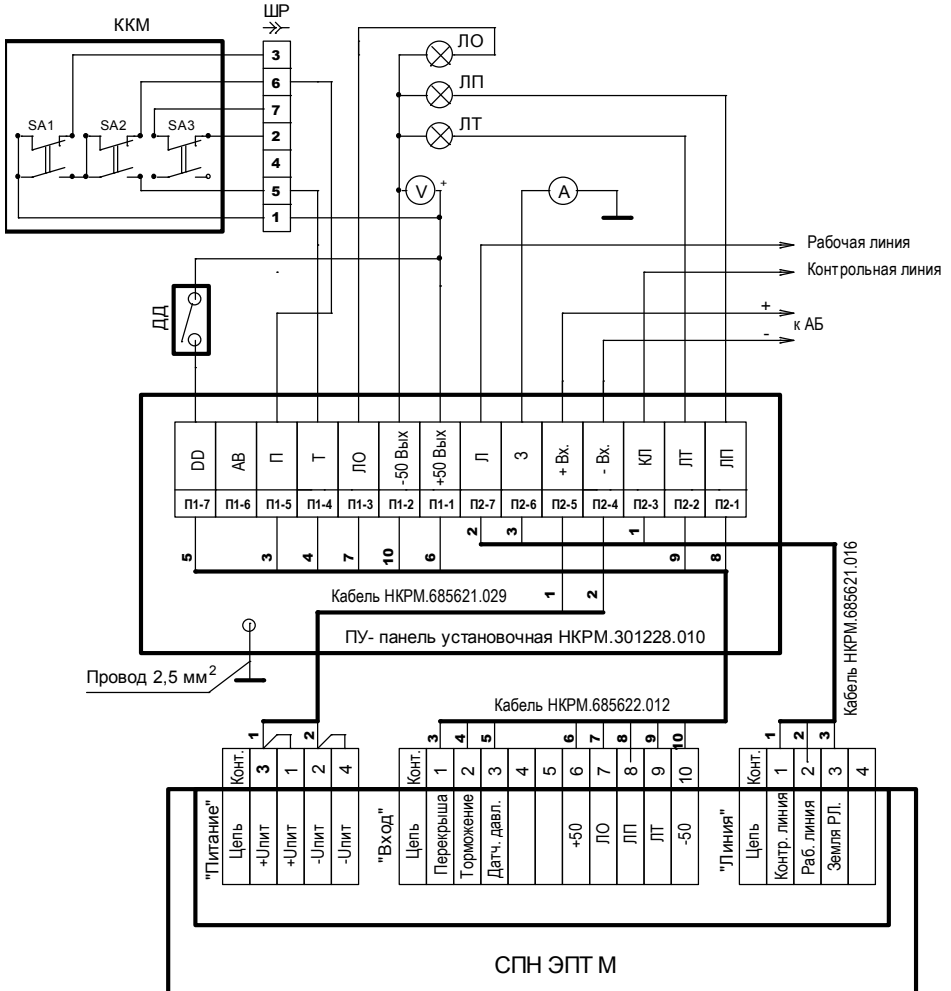 ККМ
ШР
3
6
7
2
4
5
1
SA1
SA2
SA3
ЛО
ЛП
ЛТ
V
+
А
Рабочая линия
Контрольная линия
+
к АБ
-
ДД
DD
АВ
П
Т
ЛО
-50 Вых
+50 Вых
Л
З
+ Вх.
- Вх.
КЛ
ЛТ
ЛП
П1-7
П1-6
П1-5
П1-4
П1-3
П1-2
П1-1
П2-7
П2-6
П2-5
П2-4
П2-3
П2-2
П2-1
5
3
4
7
10
6
2
3
1
9
8
Кабель НКРМ.685621.029
1
2
ПУ- панель установочная НКРМ.301228.010
Кабель НКРМ.685621.016
Провод 2,5 мм²
Кабель НКРМ.685622.012
1
2
3
4
5
6
7
8
9
10
1
2
3
"Питание"
Конт.
3
1
2
4
Цепь
+Uпит
+Uпит
-Uпит
-Uпит
"Вход"
Конт.
1
2
3
4
5
6
7
8
9
10
Цепь
Перекрыша
Торможение
Датч. давл.
+50
ЛО
ЛП
ЛТ
-50
"Линия"
Конт.
1
2
3
4
Цепь
Контр. линия
Раб. линия
Земля РЛ.
СПН ЭПТ М